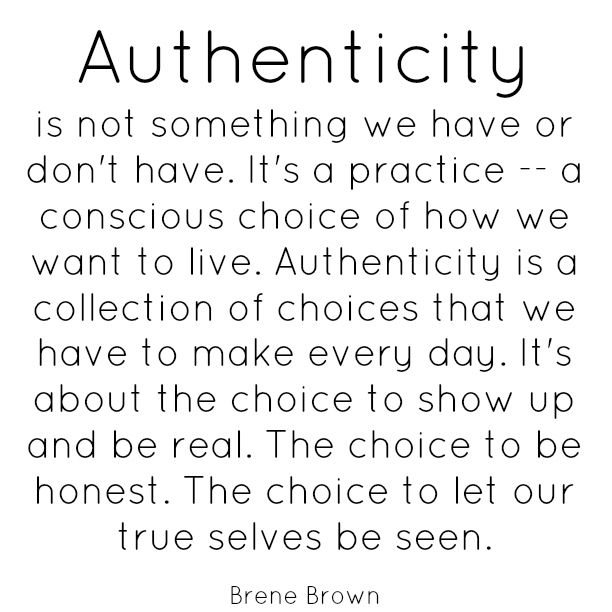 Authenticity
is not something we have or
don't have. It's a practice -- a
conscious choice of how we
want to live. Authenticity is a
collection of choices that we
have to make every day. It's
about the choice to show up
and be real. The choice to be
honest. The choice to let our
true selves be seen.
Brene Brown